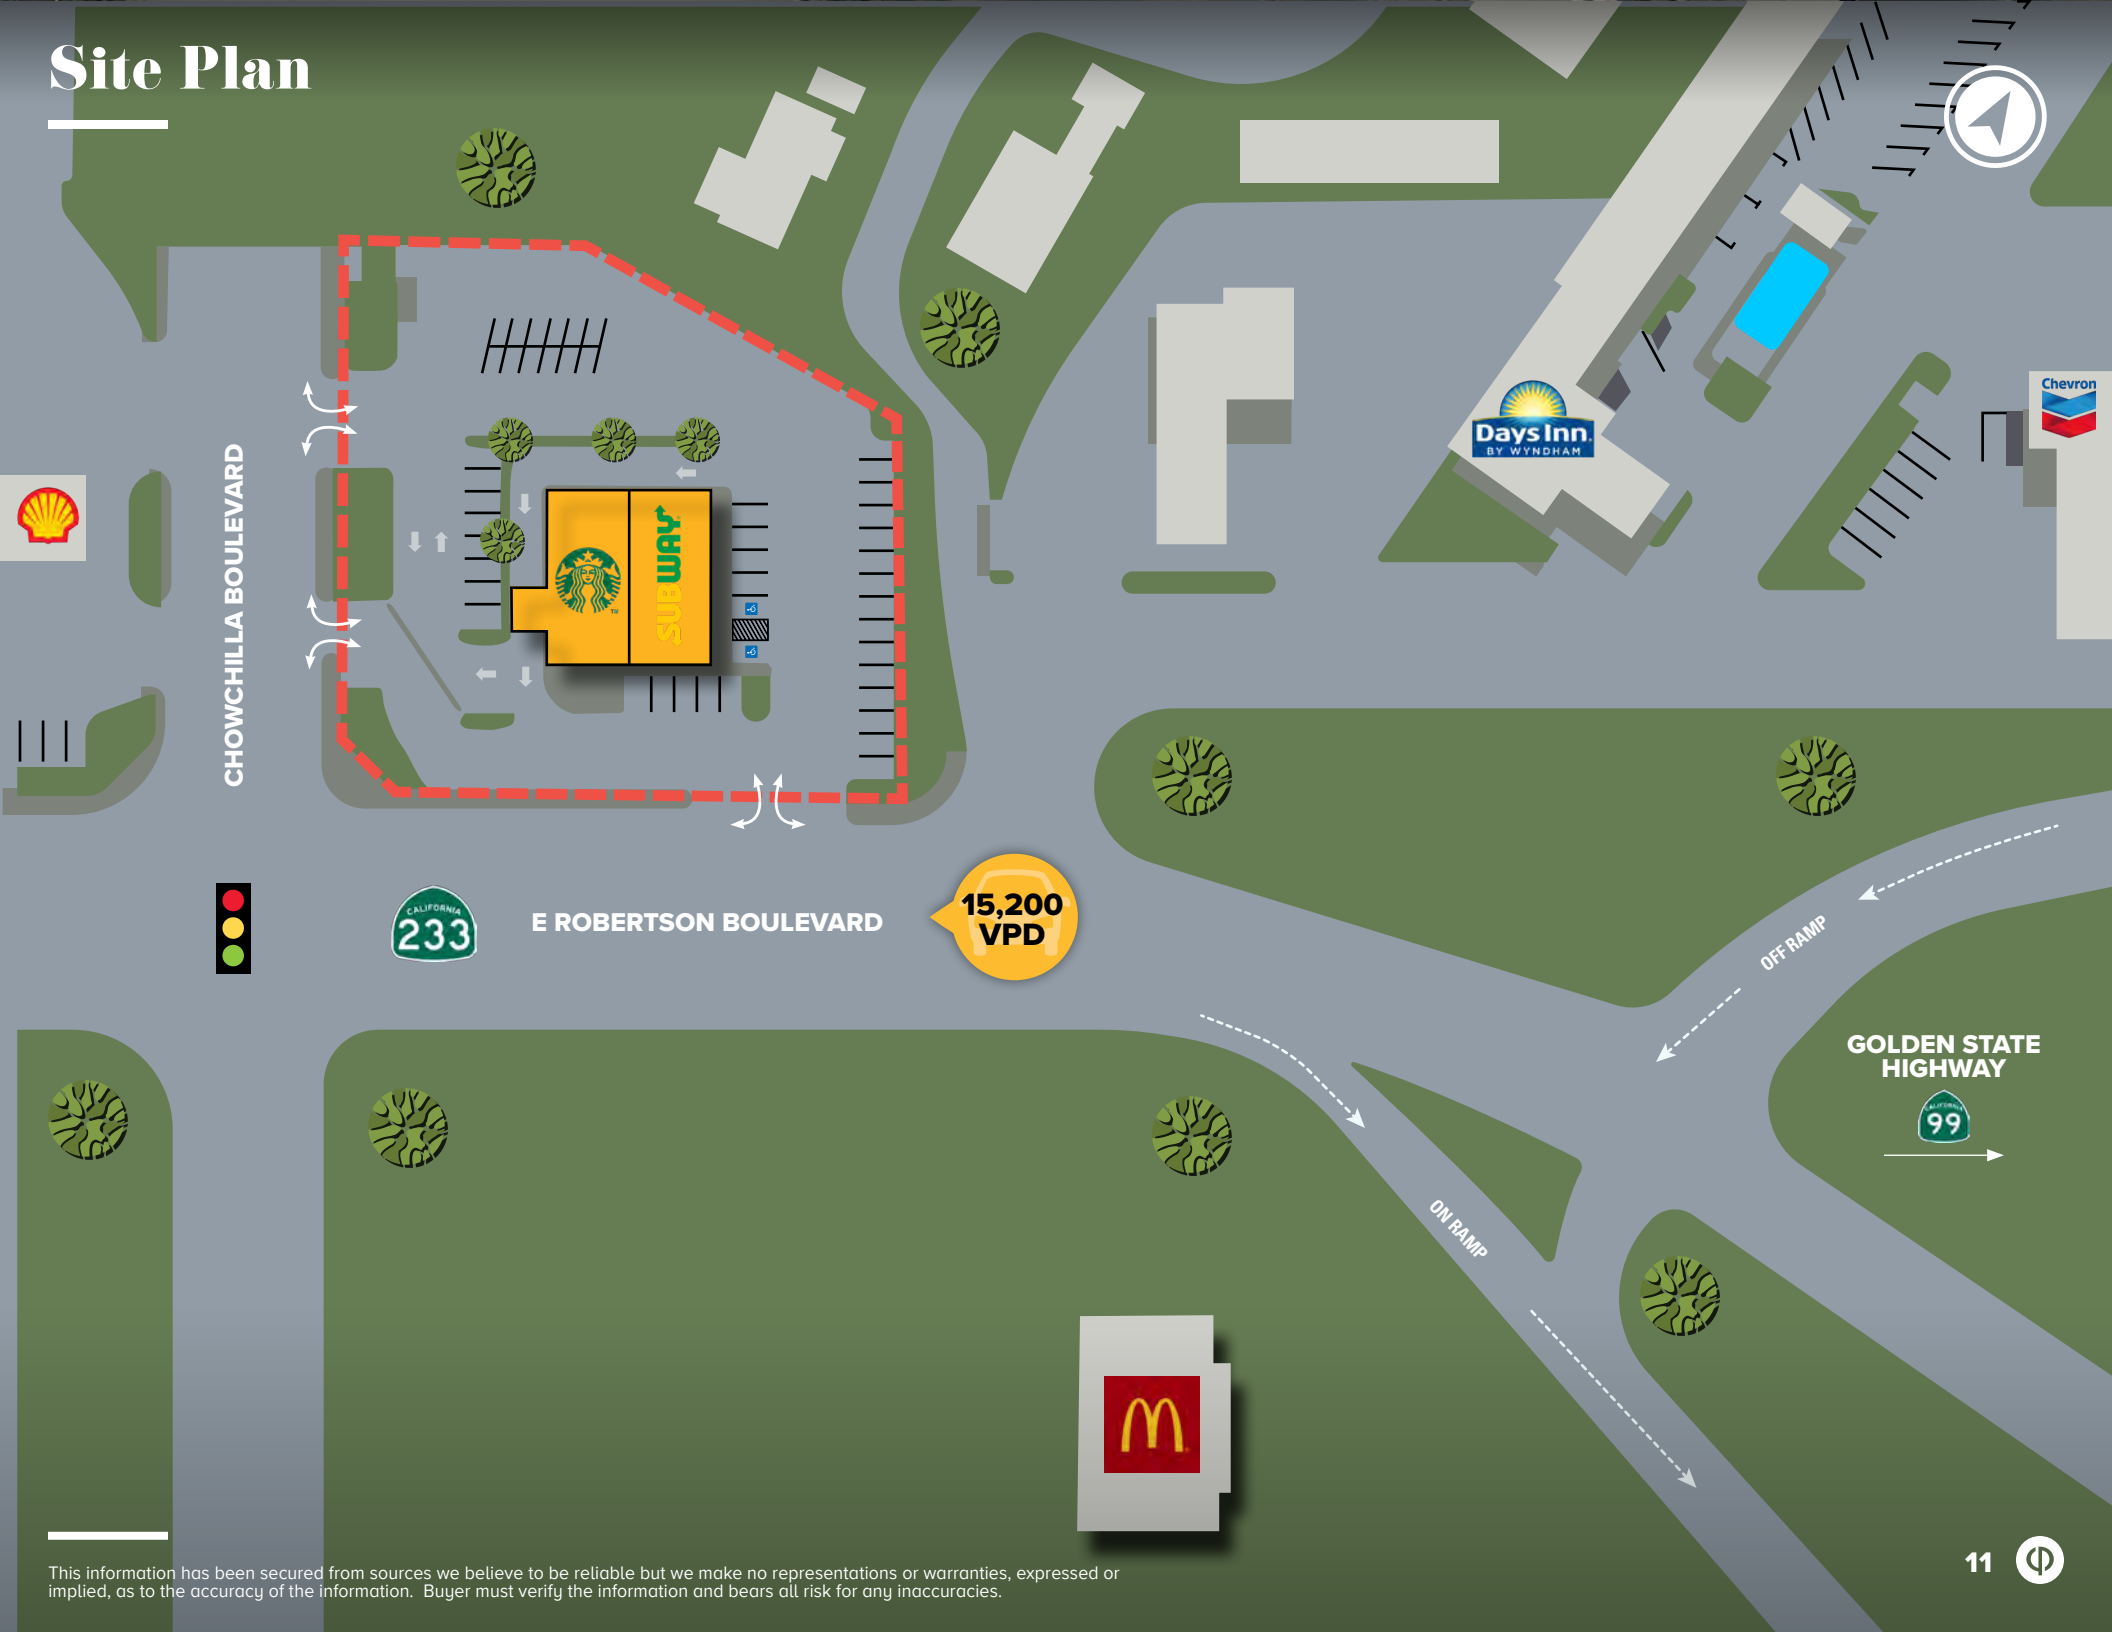 Site Plan
Chevron
Days Inn.
BY WYNDHAM
CHOWCHILLA BOULEVARD
SUBWAY
TM
CALIFORNIA
233
E ROBERTSON BOULEVARD
15,200
VPD
OFF RAMP
GOLDEN STATE
HIGHWAY
CALIFORNIA
99
ON RAMP
This information has been secured from sources we believe to be reliable but we make no representations or warranties, expressed or
implied, as to the accuracy of the information.  Buyer must verify the information and bears all risk for any inaccuracies.
11